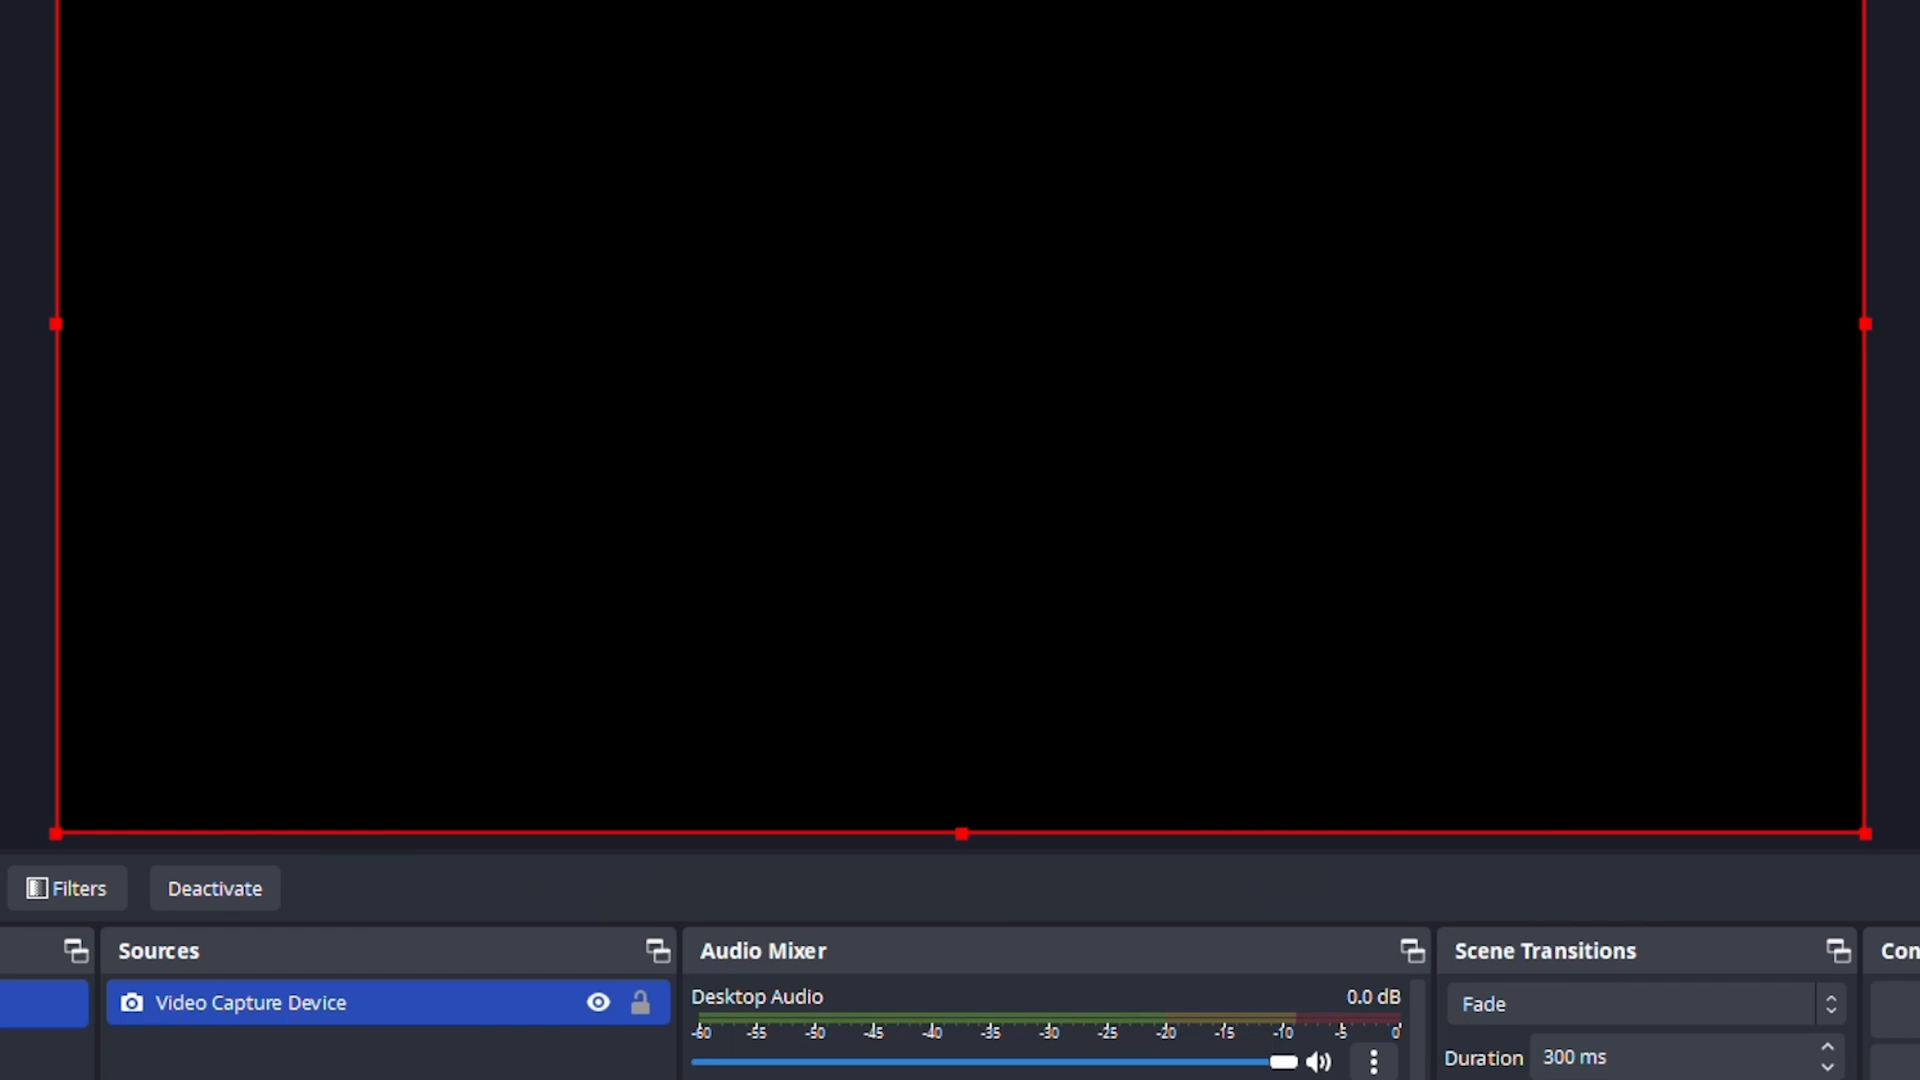 Filters Deactivate
Sources Audio Mixer Scene Transitions Con
Video Capture Device Desktop Audio 0.0 dB Fade
-60 -55 -50 -45 -40 -35 -30 -25 -20 -15 -10 -5 0
Duration 300 ms